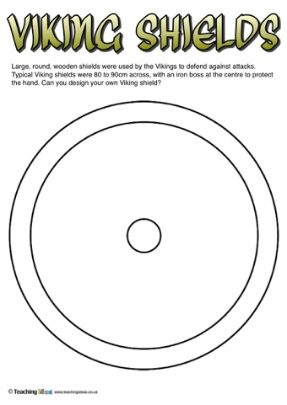 VIKING SHIELDS
Large, round, wooden shields were used by the Vikings to defend against attacks.
Typical Viking shields were 80 to 90cm across, with an iron boss at the centre to protect
the hand. Can you design your own Viking shield?
© Teaching Ideas www.teachingideas.co.uk